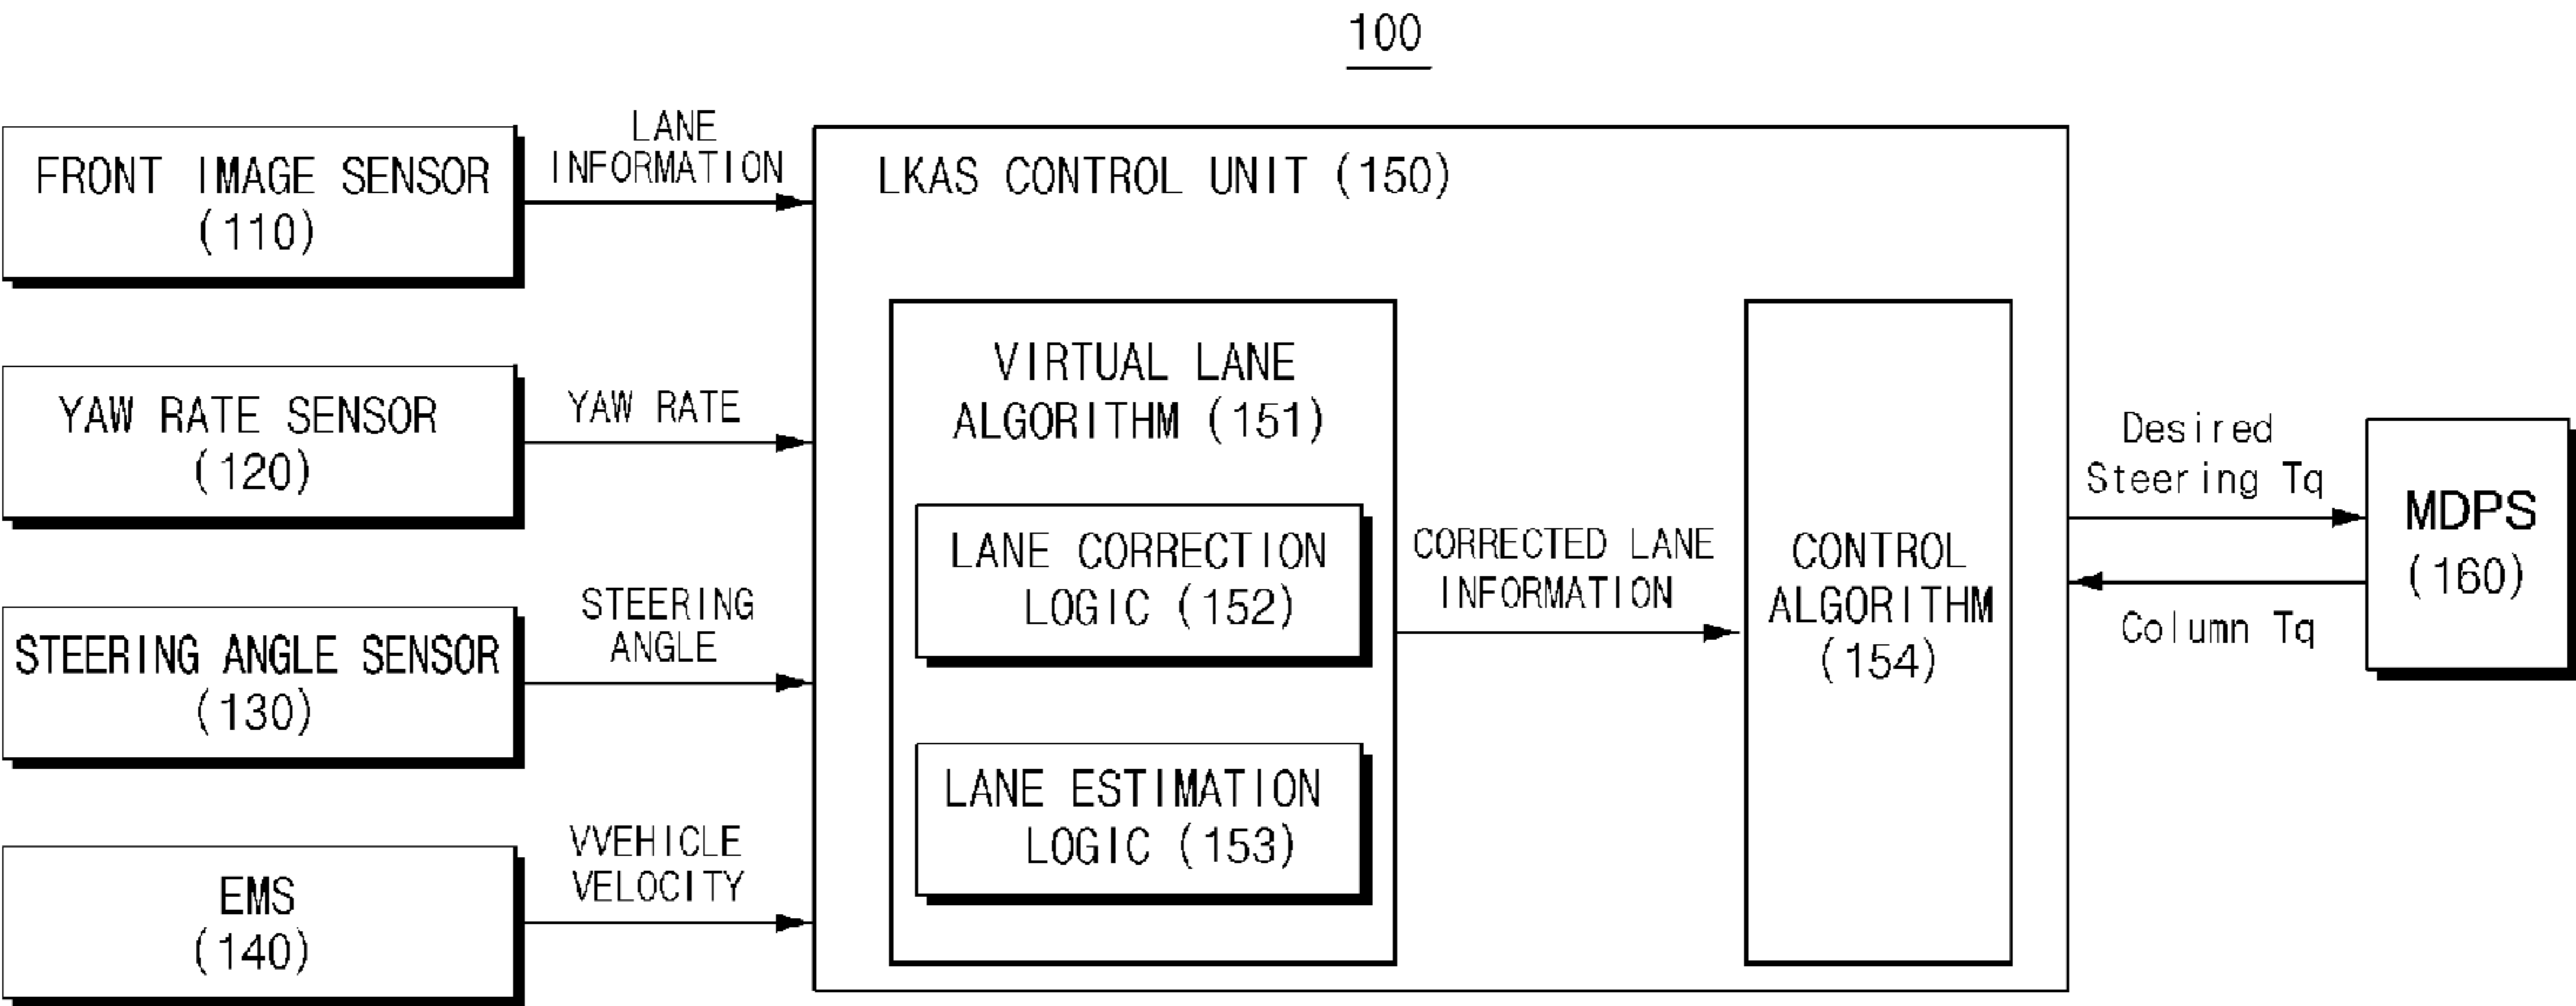 100
FRONT IMAGE SENSOR
(110)
LANE
INFORMATION
YAW RATE SENSOR
(120)
YAW RATE
STEERING ANGLE SENSOR
(130)
STEERING
ANGLE
EMS
(140)
VVEHICLE
VELOCITY
LKAS CONTROL UNIT (150)
VIRTUAL LANE
ALGORITHM (151)
LANE CORRECTION
LOGIC (152)
LANE ESTIMATION
LOGIC (153)
CORRECTED LANE
INFORMATION
CONTROL
ALGORITHM
(154)
Desired
Steering Tq
Column Tq
MDPS
(160)